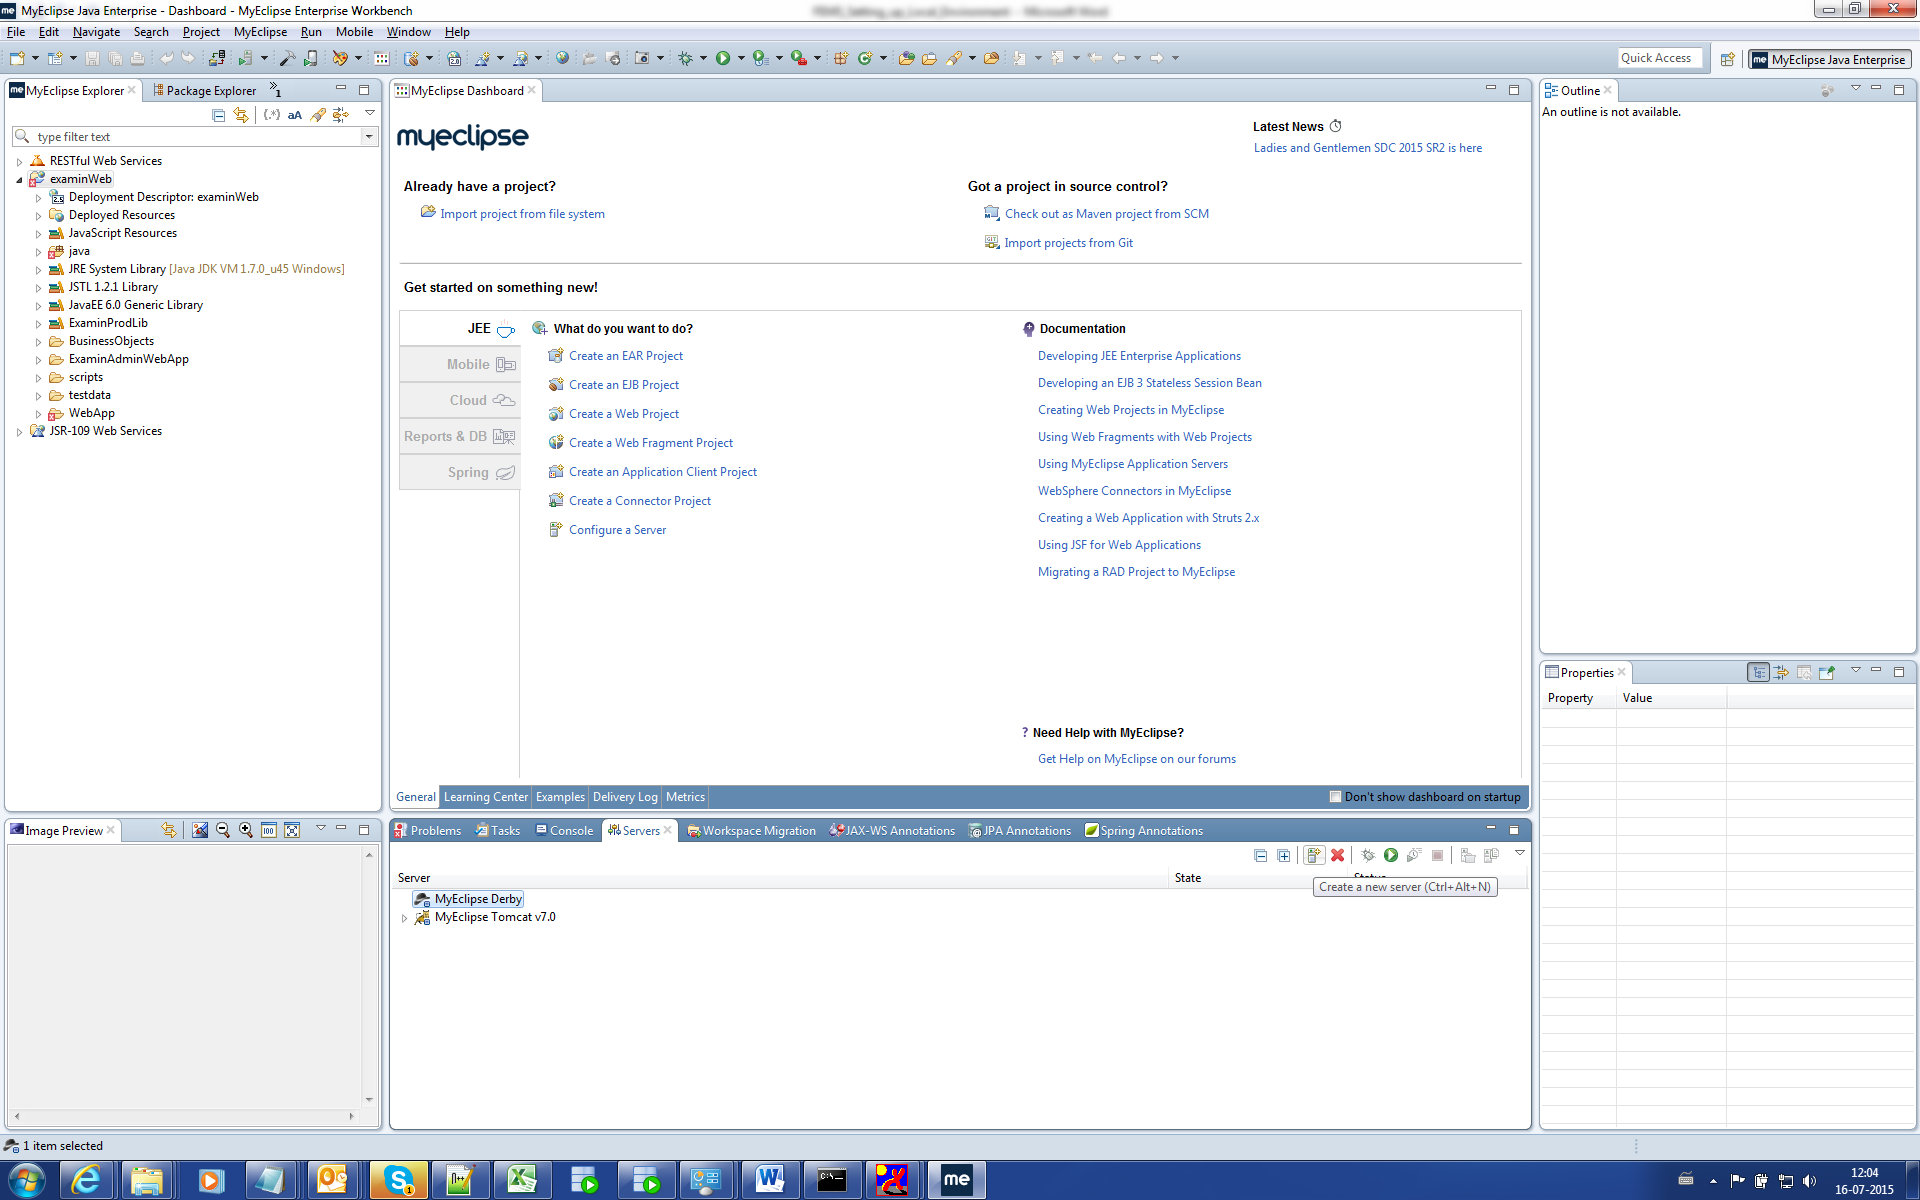 MyEclipse Java Enterprise - Dashboard - MyEclipse Enterprise Workbench
File Edit Navigate Search Project MyEclipse Run Mobile Window Help
Quick Access
MyEclipse Java Enterprise
MyEclipse Explorer
Package Explorer
1
type filter text
RESTful Web Services
examinWeb
Deployment Descriptor: examinWeb
Deployed Resources
JavaScript Resources
java
JRE System Library [Java JDK VM 1.7.0_u45 Windows]
JSTL 1.2.1 Library
JavaEE 6.0 Generic Library
ExaminProdLib
BusinessObjects
ExaminAdminWebApp
scripts
testdata
WebApp
JSR-109 Web Services
MyEclipse Dashboard
myeclipse
Latest News
Ladies and Gentlemen SDC 2015 SR2 is here
Already have a project?
Import project from file system
Got a project in source control?
Check out as Maven project from SCM
Import projects from Git
Get started on something new!
JEE
Mobile
Cloud
Reports & DB
Spring
What do you want to do?
Create an EAR Project
Create an EJB Project
Create a Web Project
Create a Web Fragment Project
Create an Application Client Project
Create a Connector Project
Configure a Server
Documentation
Developing JEE Enterprise Applications
Developing an EJB 3 Stateless Session Bean
Creating Web Projects in MyEclipse
Using Web Fragments with Web Projects
Using MyEclipse Application Servers
WebSphere Connectors in MyEclipse
Creating a Web Application with Struts 2.x
Using JSF for Web Applications
Migrating a RAD Project to MyEclipse
? Need Help with MyEclipse?
Get Help on MyEclipse on our forums
General Learning Center Examples Delivery Log Metrics
Don't show dashboard on startup
Outline
An outline is not available.
Properties
Property Value
Image Preview
Problems Tasks Console Servers Workspace Migration JAX-WS Annotations JPA Annotations Spring Annotations
Server State
Create a new server (Ctrl+Alt+N)
MyEclipse Derby
MyEclipse Tomcat v7.0
1 item selected
me
12:04
16-07-2015